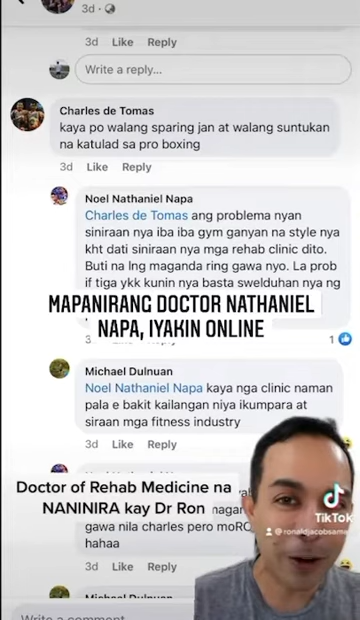 3d
3d Like Reply
Write a reply...
Charles de Tomas
kaya po walang sparing jan at walang suntukan
na katulad sa pro boxing
3d Like Reply
Noel Nathaniel Napa
Charles de Tomas ang problema nyan
siniraan nya iba iba gym ganyan na style nya
kht dati siniraan nya mga rehab clinic dito.
Buti na lng maganda ring gawa nyo. La prob
if tiga ykk kunin nya basta swelduhan nya ng
MAPANIRANG DOCTOR NATHANIEL
NAPA, IYAKIN ONLINE
1
Michael Dulnuan
Noel Nathaniel Napa kaya nga clinic naman
pala e bakit kailangan niya ikumpara at
siraan mga fitness industry
3d Like Reply
Doctor of Rehab Medicine na
NANINIRA kay Dr Ron
gawa nila charles pero
hahaa
3d Like Reply
TikTok
Michael Dulnuan
Write a comment...